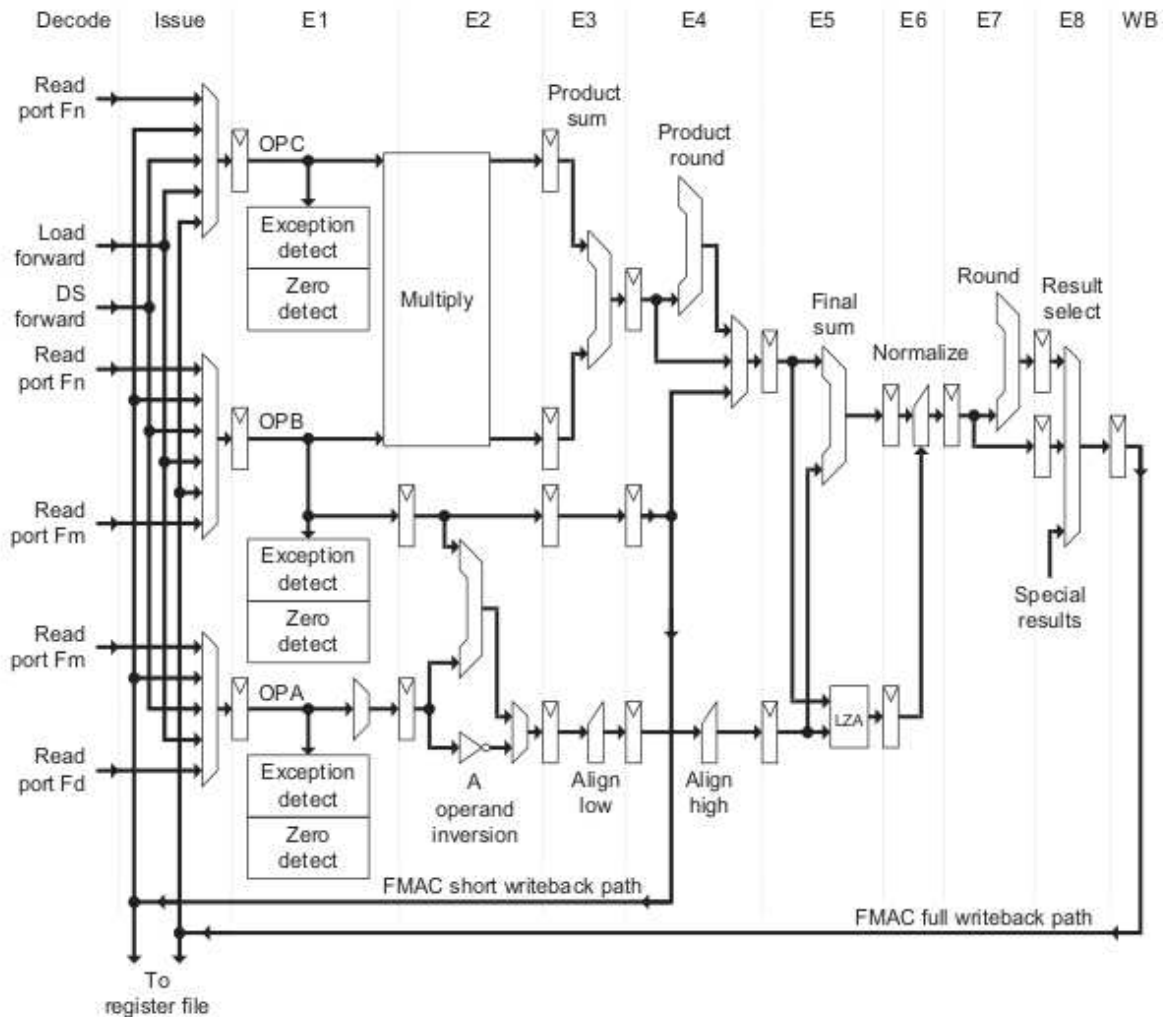 Decode Issue E1 E2 E3 E4 E5 E6 E7 E8 WB
Read
port Fn
Product
sum
Product
round
OPC
Exception
detect
Zero
detect
Load
forward
DS
forward
Multiply
Round
Result
select
Final
sum
Normalize
Read
port Fn
OPB
Read
port Fm
Exception
detect
Zero
detect
Special
results
Read
port Fm
OPA
LZA
Read
port Fd
Exception
detect
Zero
detect
A
operand
inversion
Align
low
Align
high
FMAC short writeback path
FMAC full writeback path
To
register file